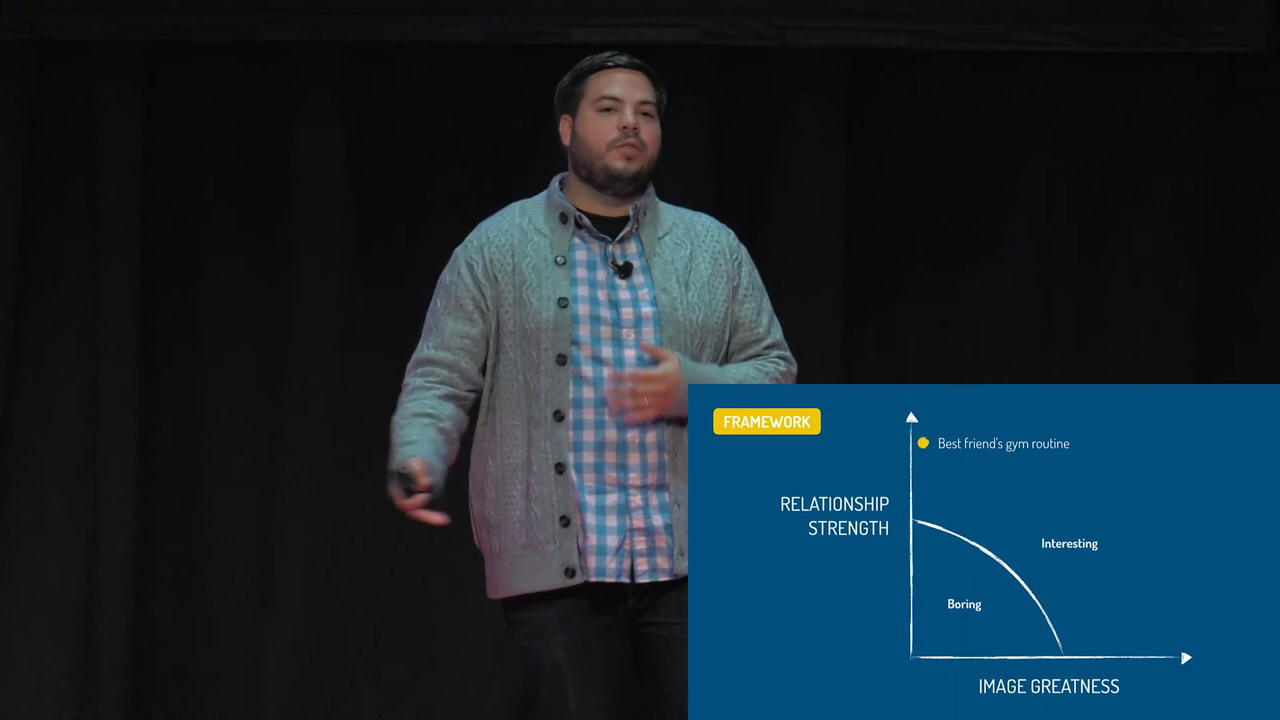 FRAMEWORK
Best friend's gym routine
RELATIONSHIP
STRENGTH
Interesting
Boring
IMAGE GREATNESS